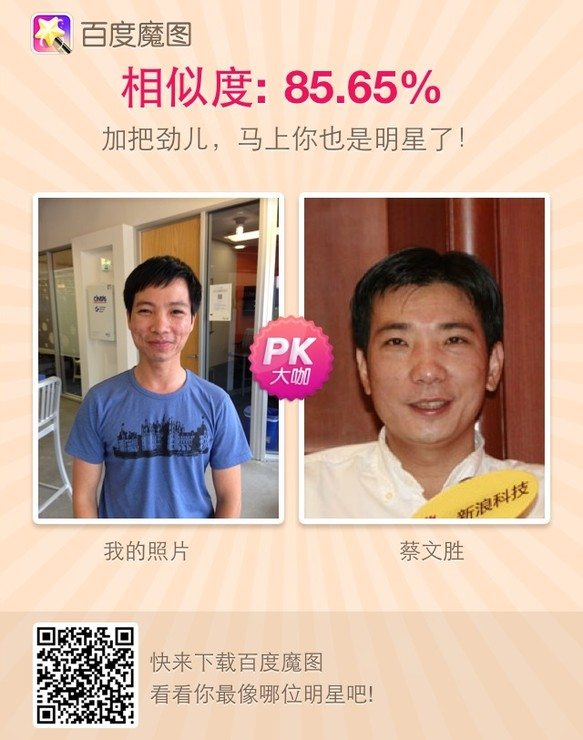 百度魔图
相似度: 85.65%
加把劲儿，马上你也是明星了！
PK
大咖
新浪科技
我的照片
蔡文胜
快来下载百度魔图
看看你最像哪位明星吧!